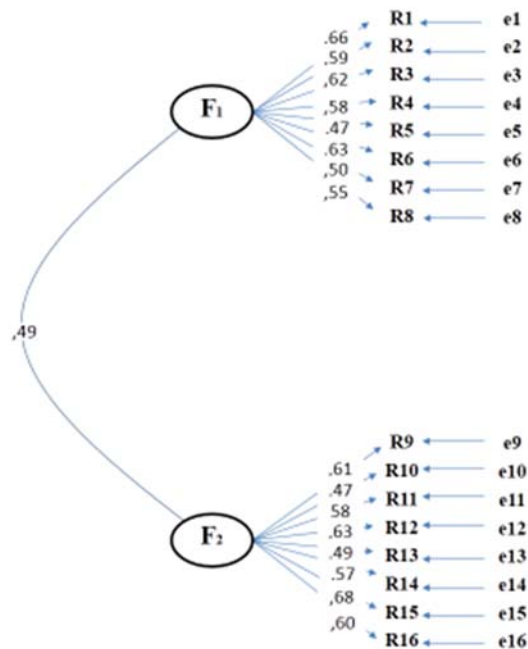 .66 R1 e1
.59 R2 e2
,62 R3 e3
,58 R4 e4
.47 R5 e5
.63 R6 e6
,50 R7 e7
,55 R8 e8
F1
,49
.61 R9 e9
.47 R10 e10
58 R11 e11
.63 R12 e12
.49 R13 e13
.57 R14 e14
,68 R15 e15
,60 R16 e16
F2